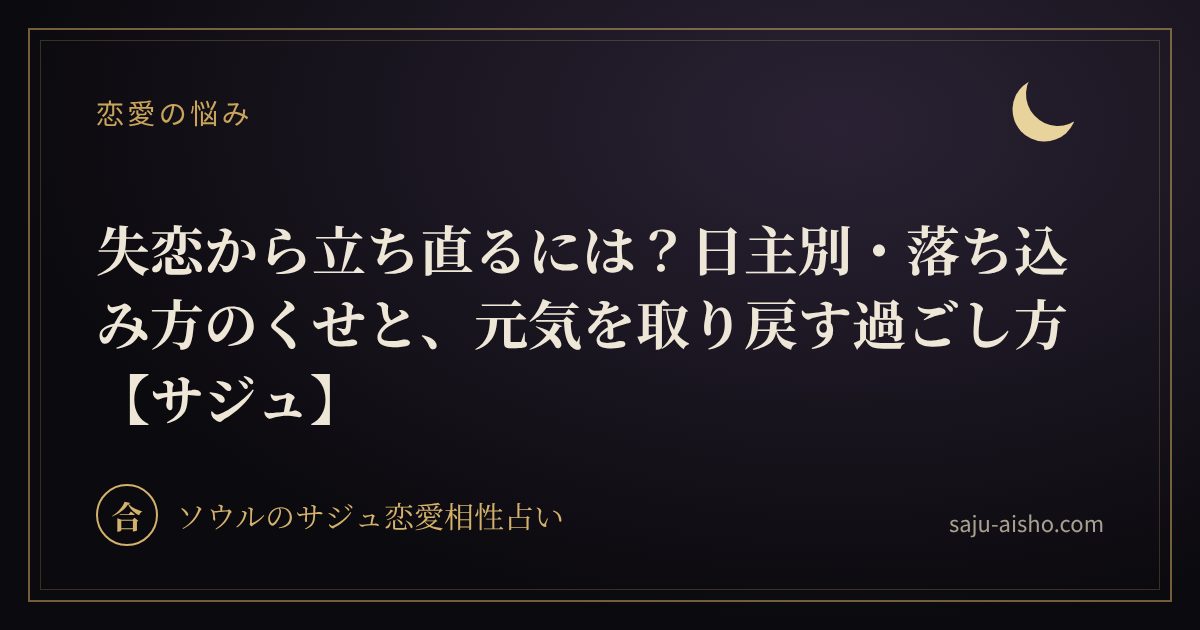 恋愛の悩み
失恋から立ち直るには？日主別・落ち込
み方のくせと、元気を取り戻す過ごし方
【サジュ】
合 ソウルのサジュ恋愛相性占い
saju-aisho.com